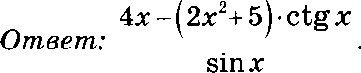 Ответ: (4x − (2x² + 5) · ctg x) / sin x.